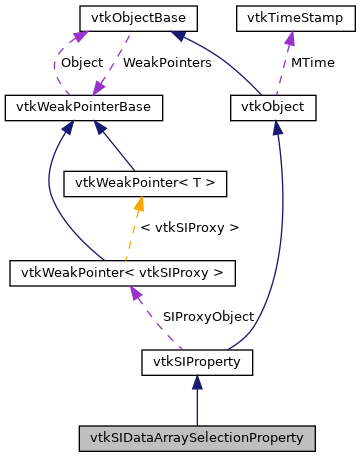 vtkObjectBase
vtkTimeStamp
Object
WeakPointers
MTime
vtkWeakPointerBase
vtkObject
vtkWeakPointer< T >
< vtkSIProxy >
vtkWeakPointer< vtkSIProxy >
SIProxyObject
vtkSIProperty
vtkSIDataArraySelectionProperty